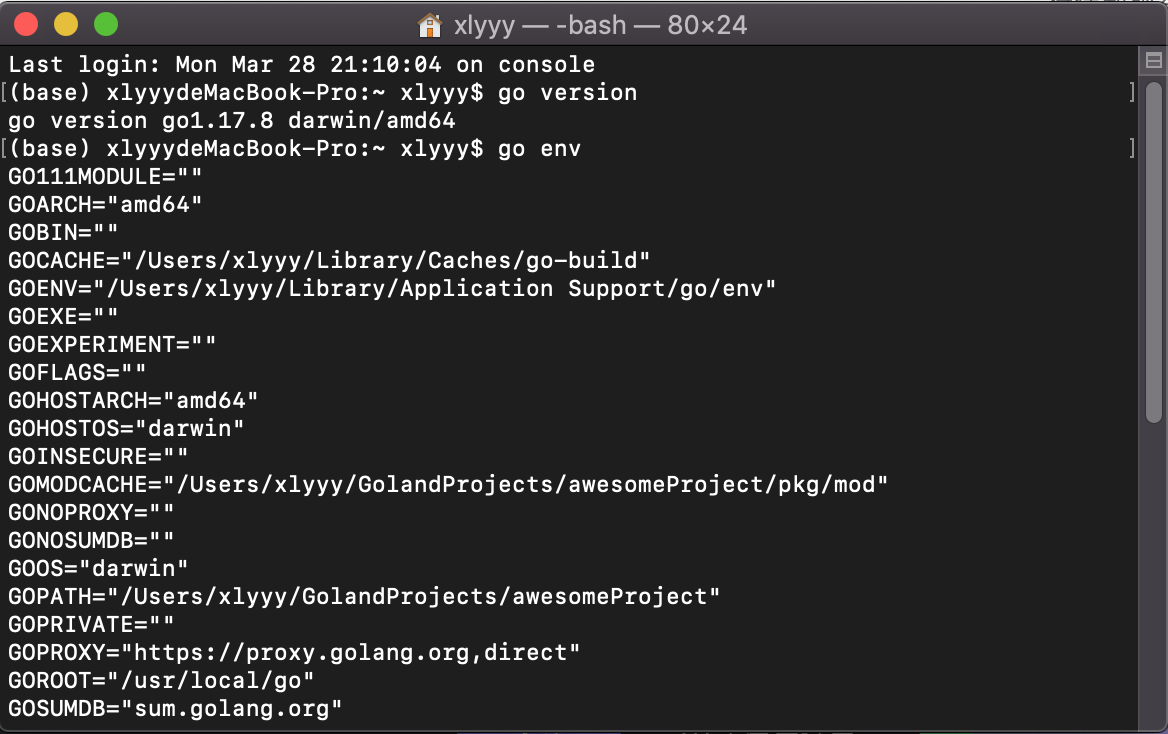 xlyyy — -bash — 80×24
Last login: Mon Mar 28 21:10:04 on console
[(base) xlyyydeMacBook-Pro:~ xlyyy$ go version ]
go version go1.17.8 darwin/amd64
[(base) xlyyydeMacBook-Pro:~ xlyyy$ go env ]
GO111MODULE=""
GOARCH="amd64"
GOBIN=""
GOCACHE="/Users/xlyyy/Library/Caches/go-build"
GOENV="/Users/xlyyy/Library/Application Support/go/env"
GOEXE=""
GOEXPERIMENT=""
GOFLAGS=""
GOHOSTARCH="amd64"
GOHOSTOS="darwin"
GOINSECURE=""
GOMODCACHE="/Users/xlyyy/GolandProjects/awesomeProject/pkg/mod"
GONOPROXY=""
GONOSUMDB=""
GOOS="darwin"
GOPATH="/Users/xlyyy/GolandProjects/awesomeProject"
GOPRIVATE=""
GOPROXY="https://proxy.golang.org,direct"
GOROOT="/usr/local/go"
GOSUMDB="sum.golang.org"